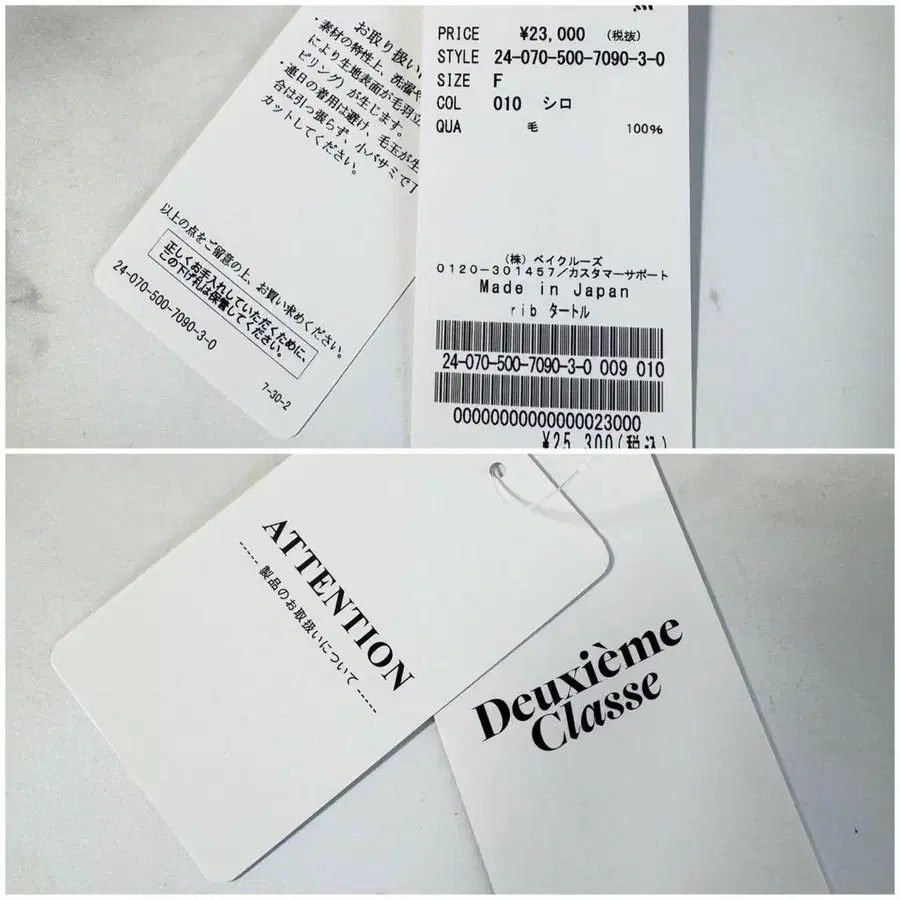 お取り扱い
・素材の特性上、洗濯や
により生地表面が毛羽立
ピリング）が生じます。
・連日の着用は避け、毛玉が生
合は引っ張らず、小バサミで丁
カットしてください。
以上の点をご留意の上、お買い求めください。
正しくお手入れしていただくために、
この下げ札は保管してください。
24-070-500-7090-3-0
7-30-2
PRICE ¥23,000 (税抜)
STYLE 24-070-500-7090-3-0
SIZE F
COL 010 シロ
QUA 毛 100%
(株) ベイクルーズ
0120-301457/カスタマーサポート
Made in Japan
rib タートル
24-070-500-7090-3-0 009 010
00000000000000023000
¥25,300(税込)
ATTENTION
----- 製品のお取扱いについて -----
Deuxième
Classe